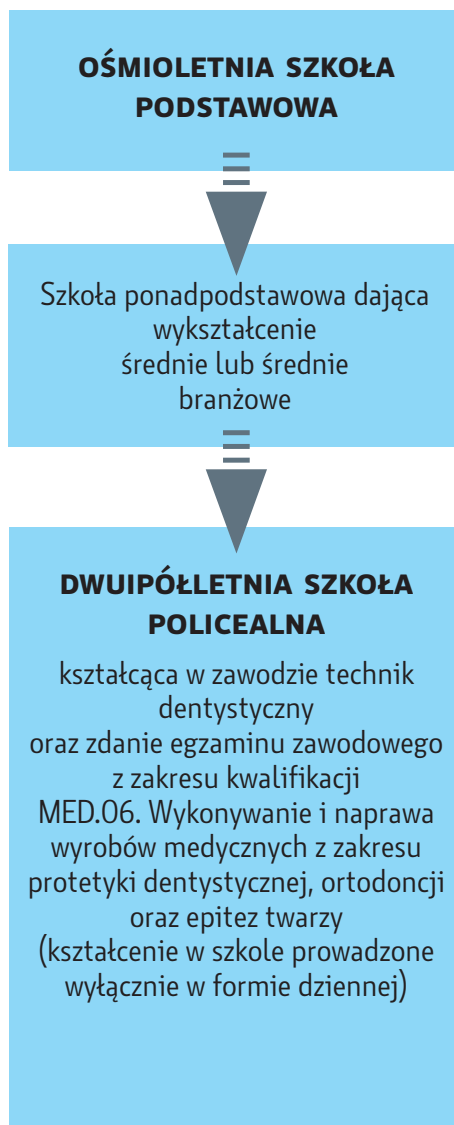 OŚMIOLETNIA SZKOŁA
PODSTAWOWA
Szkoła ponadpodstawowa dająca
wykształcenie
średnie lub średnie
branżowe
DWUIPÓŁLETNIA SZKOŁA
POLICEALNA
kształcąca w zawodzie technik
dentystyczny
oraz zdanie egzaminu zawodowego
z zakresu kwalifikacji
MED.06. Wykonywanie i naprawa
wyrobów medycznych z zakresu
protetyki dentystycznej, ortodoncji
oraz epitez twarzy
(kształcenie w szkole prowadzone
wyłącznie w formie dziennej)